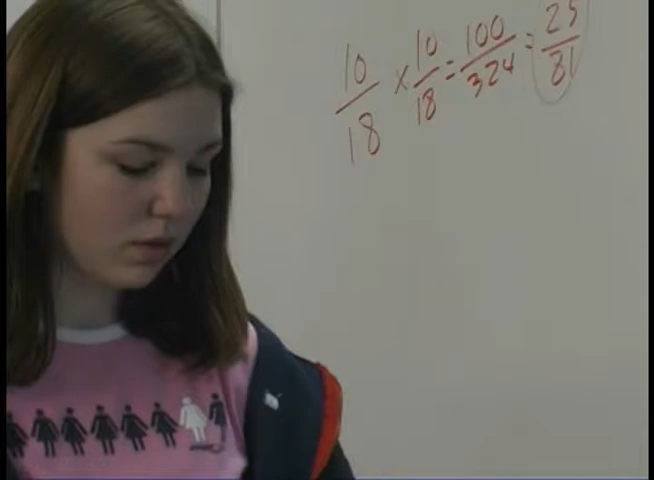 10/18 × 10/18 = 100/324 = 25/81